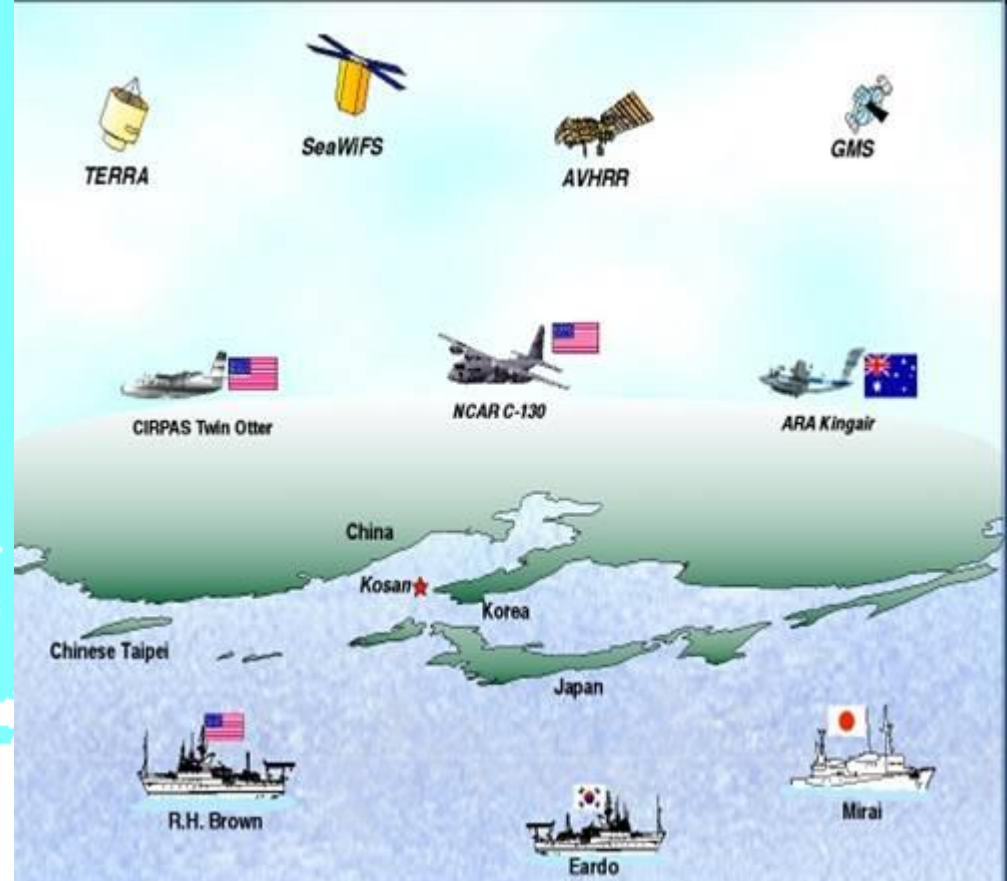 TERRA
SeaWiFS
AVHRR
GMS
CIRPAS Twin Otter
NCAR C-130
ARA Kingair
China
Kosan
Korea
Chinese Taipei
Japan
R.H. Brown
Eardo
Mirai